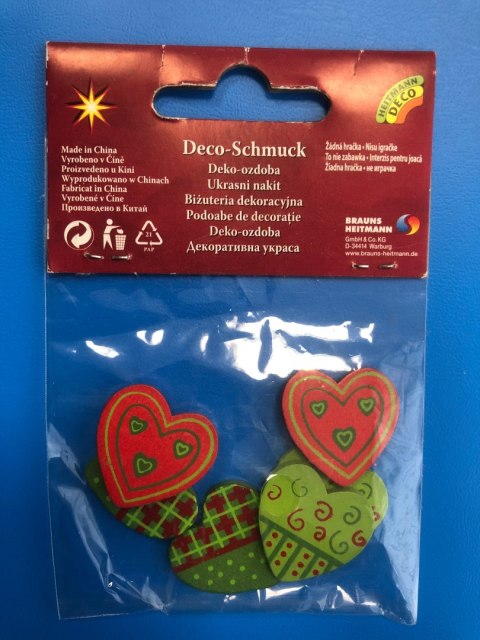 HEITMANN
DECO
Made in China
Vyrobeno v Číně
Proizvedeno u Kini
Wyprodukowano w Chinach
Fabricat in China
Vyrobené v Číne
Произведено в Китай
21
PAP
Deco-Schmuck
Deko-ozdoba
Ukrasni nakit
Biżuteria dekoracyjna
Podoabe de decorație
Deko-ozdoba
Декоративна украса
Žádná hračka • Nisu igračke
To nie zabawka • Interzis pentru joacă
Žiadna hračka • не играчка
BRAUNS
HEITMANN
GmbH & Co. KG
D-34414 Warburg
www.brauns-heitmann.de